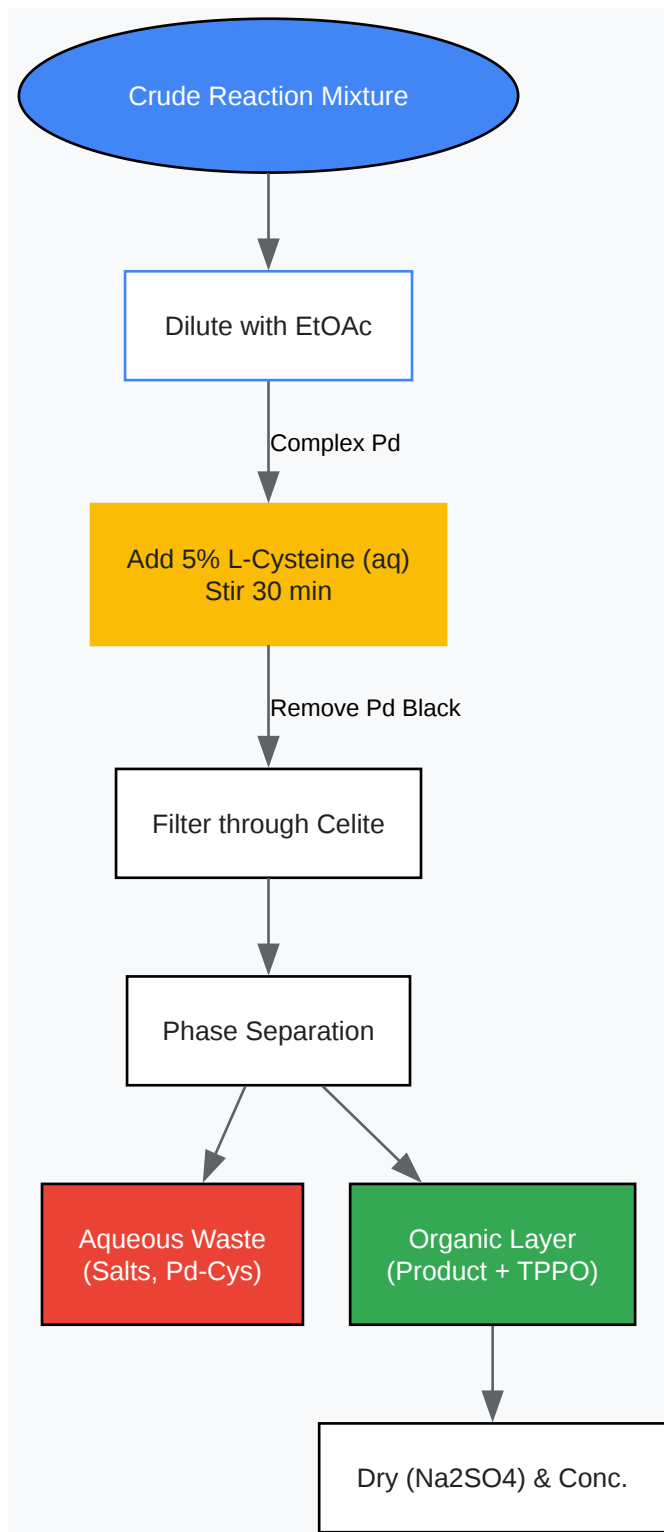 Crude Reaction Mixture
Dilute with EtOAc
Complex Pd
Add 5% L-Cysteine (aq)
Stir 30 min
Remove Pd Black
Filter through Celite
Phase Separation
Aqueous Waste
(Salts, Pd-Cys)
Organic Layer
(Product + TPPO)
Dry (Na2SO4) & Conc.